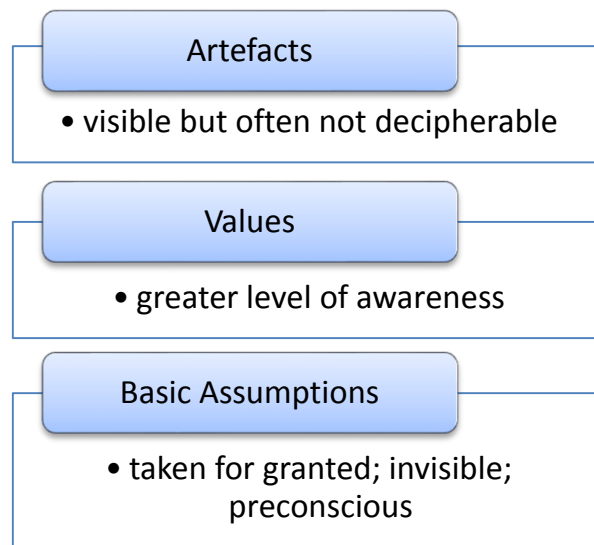 Artefacts
• visible but often not decipherable
Values
• greater level of awareness
Basic Assumptions
• taken for granted; invisible;
preconscious